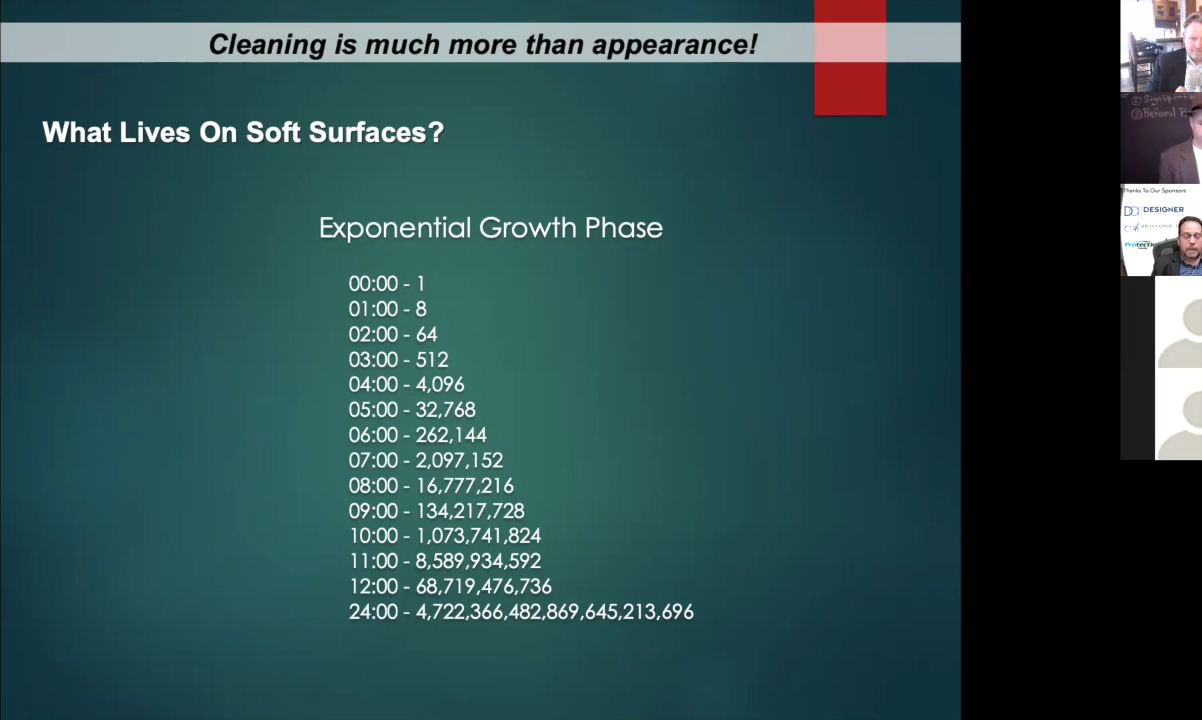 Cleaning is much more than appearance!
What Lives On Soft Surfaces?
Exponential Growth Phase
00:00 - 1
01:00 - 8
02:00 - 64
03:00 - 512
04:00 - 4,096
05:00 - 32,768
06:00 - 262,144
07:00 - 2,097,152
08:00 - 16,777,216
09:00 - 134,217,728
10:00 - 1,073,741,824
11:00 - 8,589,934,592
12:00 - 68,719,476,736
24:00 - 4,722,366,482,869,645,213,696
Thanks To Our Sponsors
DESIGNER